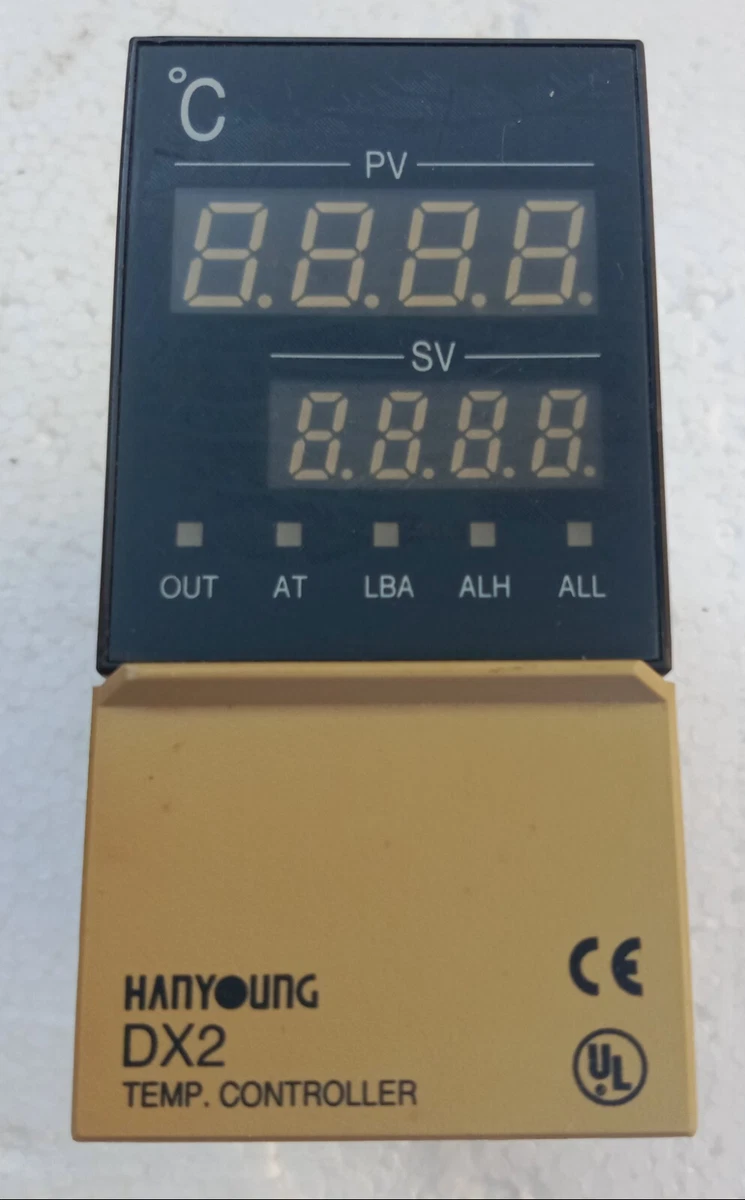 °C
PV
8.8.8.8.
SV
8.8.8.8.
OUT AT LBA ALH ALL
HANYOUNG
DX2
TEMP. CONTROLLER
CE
UL ®